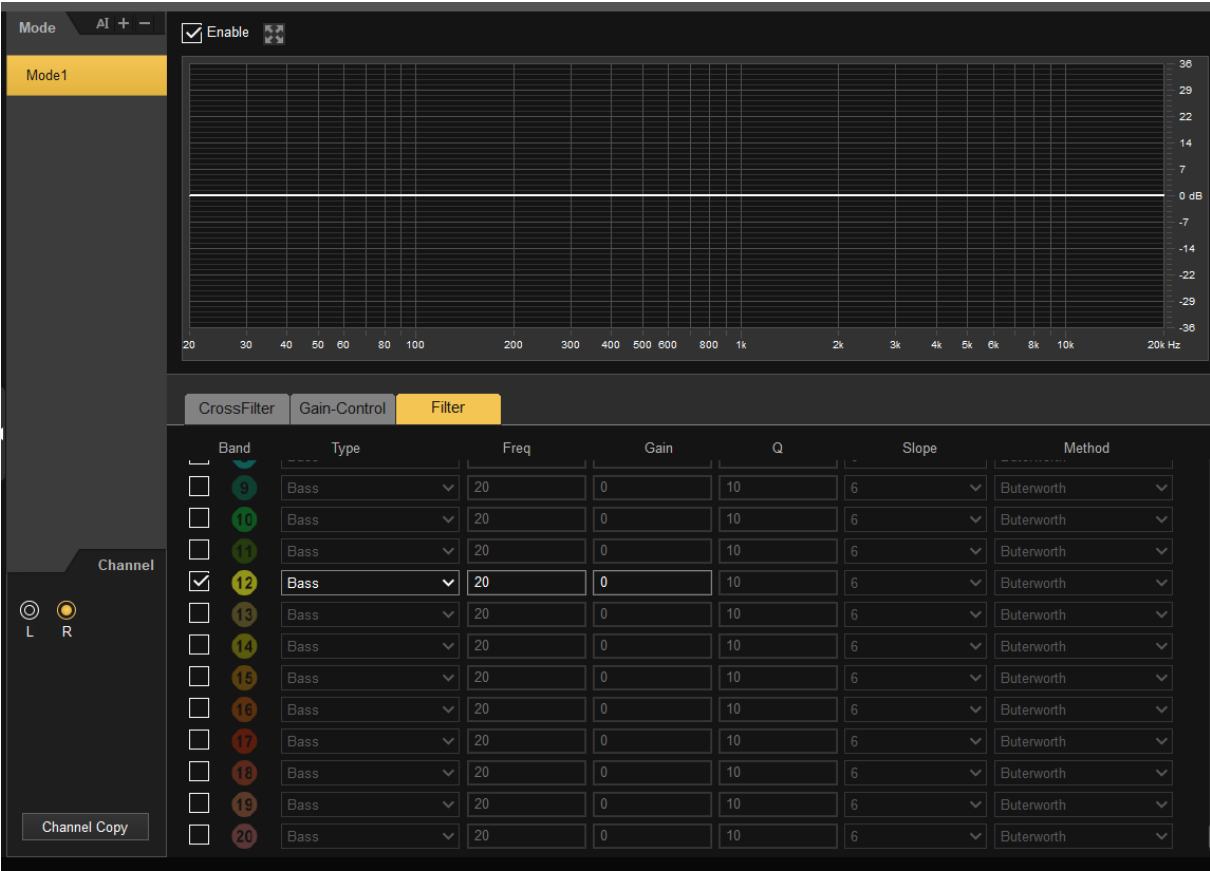 Mode AI + −
Enable
Mode1
36
29
22
14
7
0 dB
-7
-14
-22
-29
-36
20 30 40 50 60 80 100 200 300 400 500 600 800 1k 2k 3k 4k 5k 6k 8k 10k 20k Hz
CrossFilter Gain-Control Filter
Band Type Freq Gain Q Slope Method
9 Bass 20 0 10 6 Buterworth
10 Bass 20 0 10 6 Buterworth
11 Bass 20 0 10 6 Buterworth
Channel
12 Bass 20 0 10 6 Buterworth
13 Bass 20 0 10 6 Buterworth
L R
14 Bass 20 0 10 6 Buterworth
15 Bass 20 0 10 6 Buterworth
16 Bass 20 0 10 6 Buterworth
17 Bass 20 0 10 6 Buterworth
18 Bass 20 0 10 6 Buterworth
19 Bass 20 0 10 6 Buterworth
Channel Copy
20 Bass 20 0 10 6 Buterworth